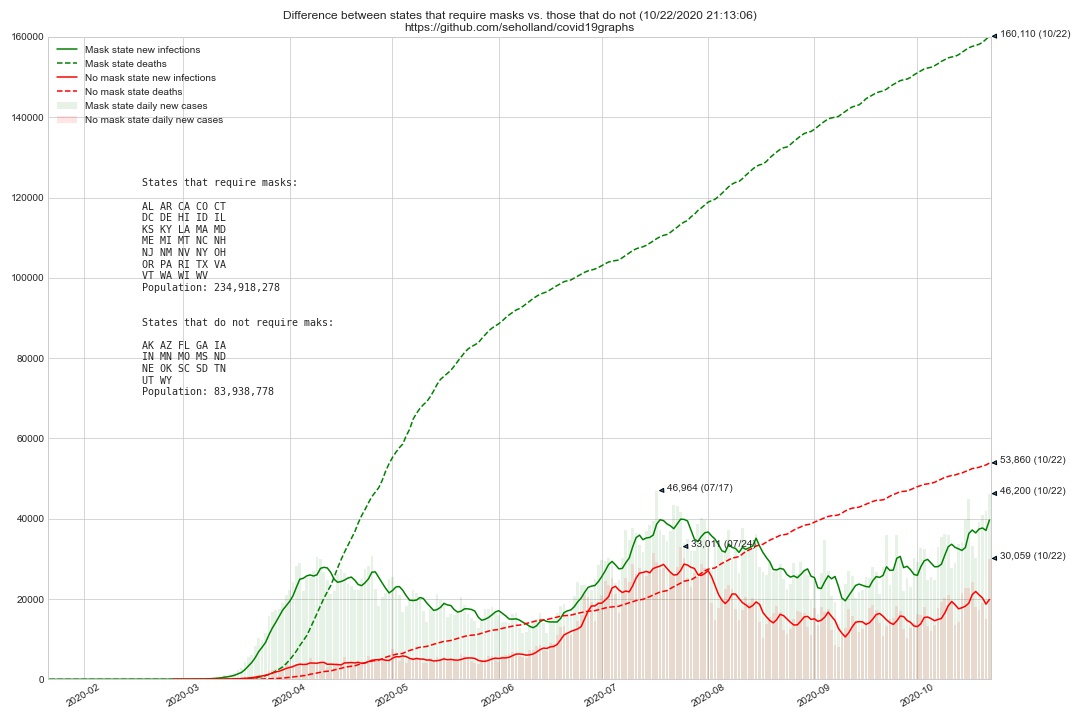 Difference between states that require masks vs. those that do not (10/22/2020 21:13:06)
https://github.com/seholland/covid19graphs
160000
160,110 (10/22)
Mask state new infections
Mask state deaths
No mask state new infections
No mask state deaths
Mask state daily new cases
No mask state daily new cases
140000
States that require masks:
120000
AL AR CA CO CT
DC DE HI ID IL
KS KY LA MA MD
ME MI MT NC NH
NJ NM NV NY OH
OR PA RI TX VA
VT WA WI WV
Population: 234,918,278
100000
States that do not require maks:
AK AZ FL GA IA
IN MN MO MS ND
NE OK SC SD TN
UT WY
Population: 83,938,778
80000
60000
53,860 (10/22)
46,964 (07/17)
46,200 (10/22)
40000
33,011 (07/24)
30,059 (10/22)
20000
0
2020-02
2020-03
2020-04
2020-05
2020-06
2020-07
2020-08
2020-09
2020-10